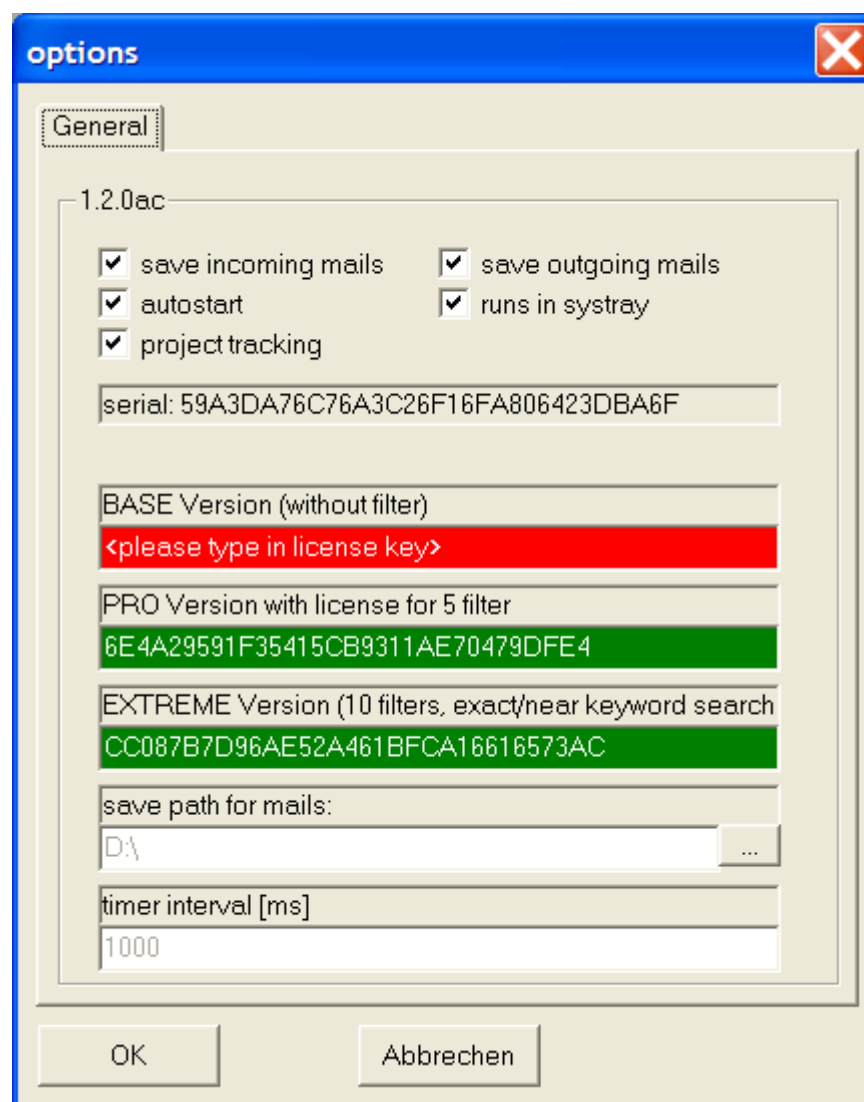 options
General
1.2.0ac
save incoming mails save outgoing mails
autostart runs in systray
project tracking
serial: 59A3DA76C76A3C26F16FA806423DBA6F
BASE Version (without filter)
<please type in license key>
PRO Version with license for 5 filter
6E4A29591F35415CB9311AE70479DFE4
EXTREME Version (10 filters, exact/near keyword search
CC087B7D96AE52A461BFCA16616573AC
save path for mails:
D:\ ...
timer interval [ms]
1000
OK Abbrechen